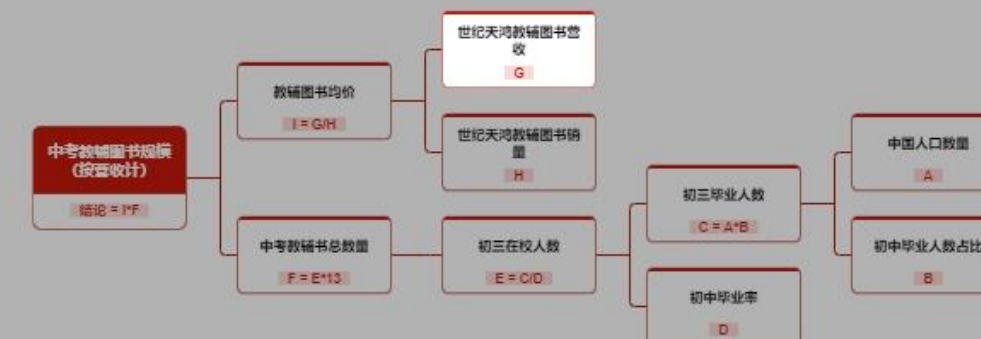 世纪天鸿教辅图书营
收
G
教辅图书均价
I = G/H
世纪天鸿教辅图书销
量
H
中考教辅图书规模
(按营收计)
结论 = I*F
中国人口数量
A
初三毕业人数
C = A*B
中考教辅书总数量
F = E*13
初三在校人数
E = C/D
初中毕业人数占比
B
初中毕业率
D